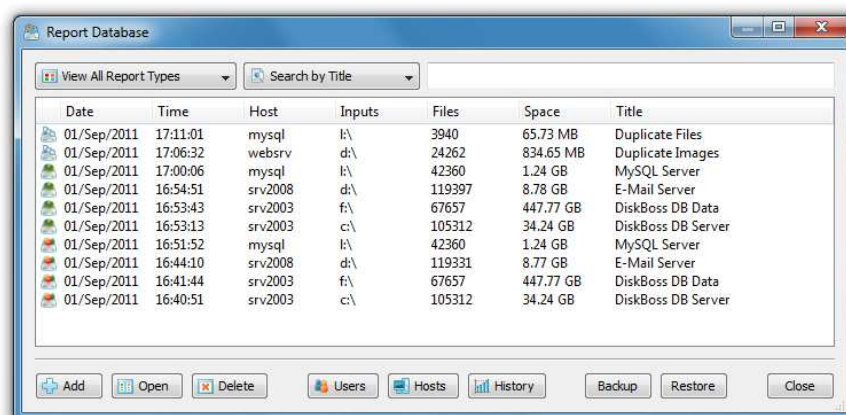 Report Database
View All Report Types Search by Title
Date Time Host Inputs Files Space Title
01/Sep/2011 17:11:01 mysql l:\ 3940 65.73 MB Duplicate Files
01/Sep/2011 17:06:32 websrv d:\ 24262 834.65 MB Duplicate Images
01/Sep/2011 17:00:06 mysql l:\ 42360 1.24 GB MySQL Server
01/Sep/2011 16:54:51 srv2008 d:\ 119397 8.78 GB E-Mail Server
01/Sep/2011 16:53:43 srv2003 f:\ 67657 447.77 GB DiskBoss DB Data
01/Sep/2011 16:53:13 srv2003 c:\ 105312 34.24 GB DiskBoss DB Server
01/Sep/2011 16:51:52 mysql l:\ 42360 1.24 GB MySQL Server
01/Sep/2011 16:44:10 srv2008 d:\ 119331 8.77 GB E-Mail Server
01/Sep/2011 16:41:44 srv2003 f:\ 67657 447.77 GB DiskBoss DB Data
01/Sep/2011 16:40:51 srv2003 c:\ 105312 34.24 GB DiskBoss DB Server
Add Open Delete Users Hosts History Backup Restore Close